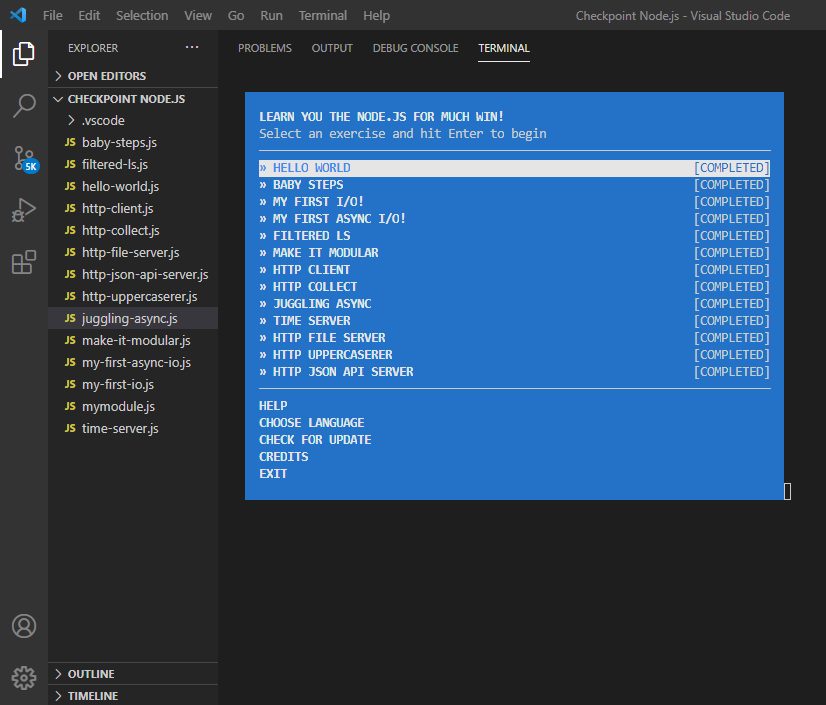 File Edit Selection View Go Run Terminal Help Checkpoint Node.js - Visual Studio Code
EXPLORER ···
OPEN EDITORS
CHECKPOINT NODE.JS
.vscode
JS baby-steps.js
JS filtered-ls.js
JS hello-world.js
JS http-client.js
JS http-collect.js
JS http-file-server.js
JS http-json-api-server.js
JS http-uppercaserer.js
JS juggling-async.js
JS make-it-modular.js
JS my-first-async-io.js
JS my-first-io.js
JS mymodule.js
JS time-server.js
OUTLINE
TIMELINE
5K
PROBLEMS OUTPUT DEBUG CONSOLE TERMINAL
LEARN YOU THE NODE.JS FOR MUCH WIN!
Select an exercise and hit Enter to begin
» HELLO WORLD [COMPLETED]
» BABY STEPS [COMPLETED]
» MY FIRST I/O! [COMPLETED]
» MY FIRST ASYNC I/O! [COMPLETED]
» FILTERED LS [COMPLETED]
» MAKE IT MODULAR [COMPLETED]
» HTTP CLIENT [COMPLETED]
» HTTP COLLECT [COMPLETED]
» JUGGLING ASYNC [COMPLETED]
» TIME SERVER [COMPLETED]
» HTTP FILE SERVER [COMPLETED]
» HTTP UPPERCASERER [COMPLETED]
» HTTP JSON API SERVER [COMPLETED]
HELP
CHOOSE LANGUAGE
CHECK FOR UPDATE
CREDITS
EXIT